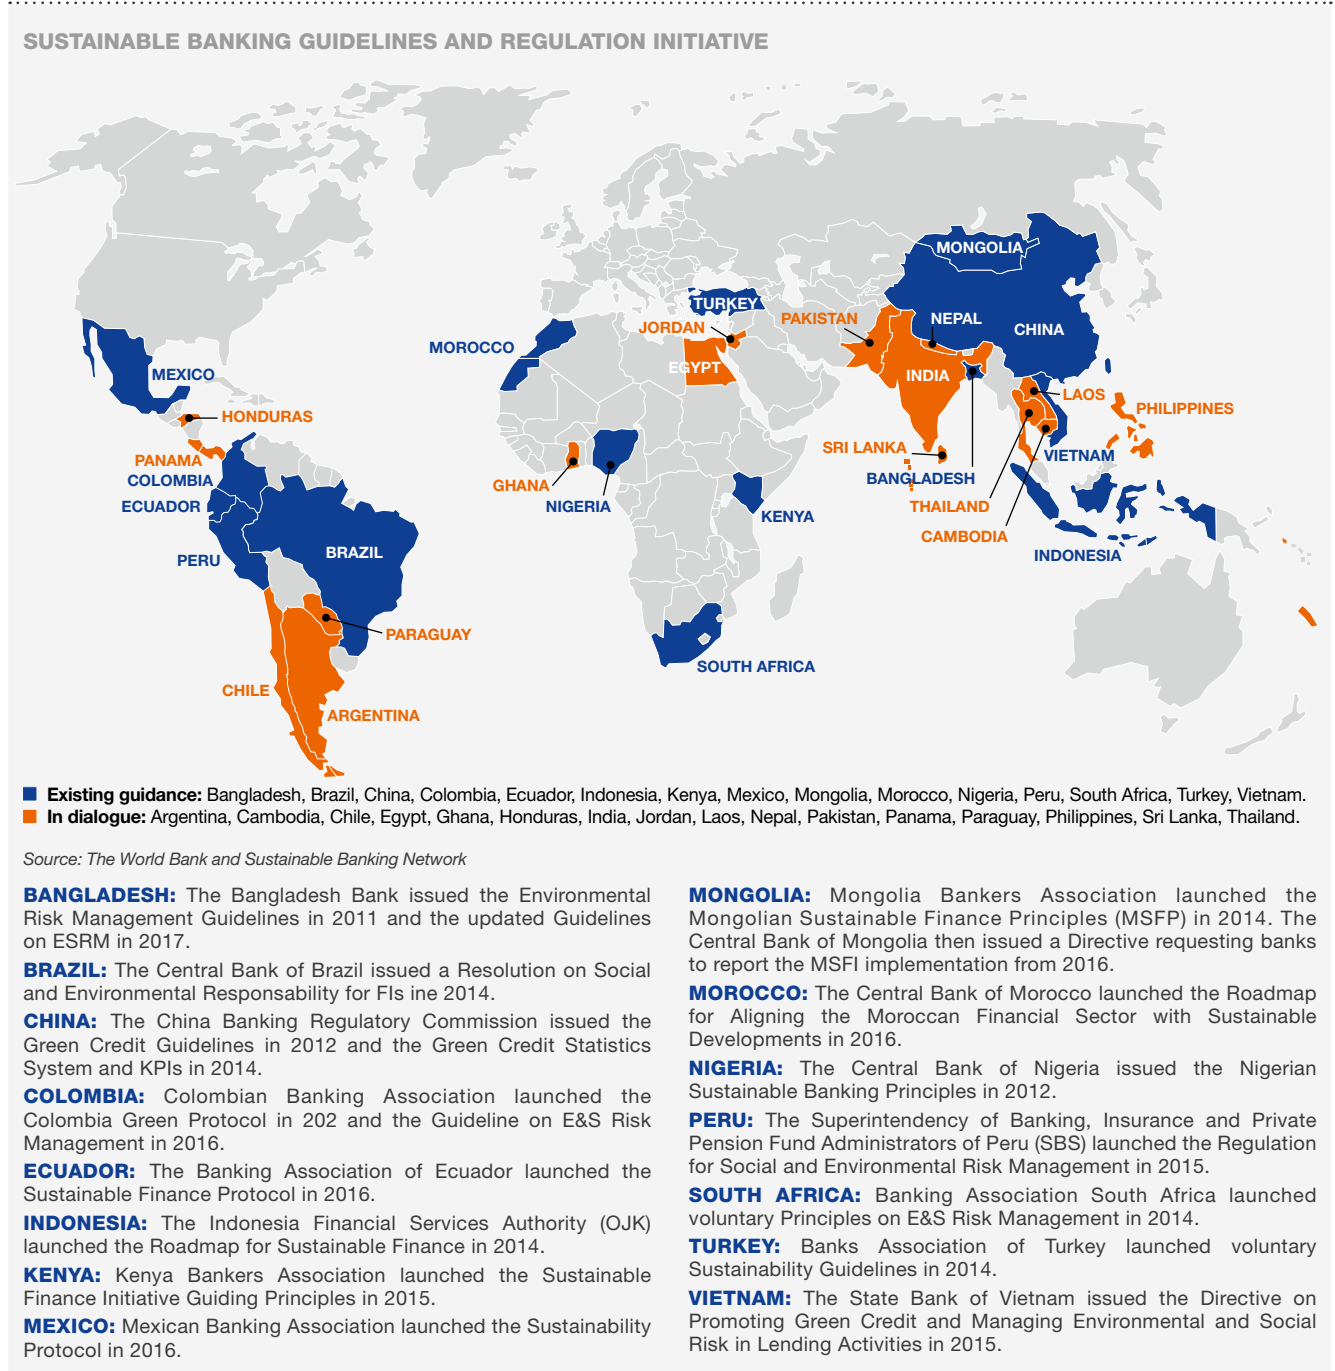 SUSTAINABLE BANKING GUIDELINES AND REGULATION INITIATIVE
MONGOLIA
TURKEY
JORDAN
PAKISTAN
NEPAL
CHINA
MOROCCO
EGYPT
INDIA
MEXICO
LAOS
HONDURAS
PHILIPPINES
SRI LANKA
VIETNAM
PANAMA
COLOMBIA
BANGLADESH
GHANA
ECUADOR
NIGERIA
THAILAND
KENYA
CAMBODIA
BRAZIL
PERU
INDONESIA
PARAGUAY
SOUTH AFRICA
CHILE
ARGENTINA
Existing guidance: Bangladesh, Brazil, China, Colombia, Ecuador, Indonesia, Kenya, Mexico, Mongolia, Morocco, Nigeria, Peru, South Africa, Turkey, Vietnam.
In dialogue: Argentina, Cambodia, Chile, Egypt, Ghana, Honduras, India, Jordan, Laos, Nepal, Pakistan, Panama, Paraguay, Philippines, Sri Lanka, Thailand.
Source: The World Bank and Sustainable Banking Network
BANGLADESH: The Bangladesh Bank issued the Environmental
Risk Management Guidelines in 2011 and the updated Guidelines
on ESRM in 2017.
BRAZIL: The Central Bank of Brazil issued a Resolution on Social
and Environmental Responsability for FIs ine 2014.
CHINA: The China Banking Regulatory Commission issued the
Green Credit Guidelines in 2012 and the Green Credit Statistics
System and KPIs in 2014.
COLOMBIA: Colombian Banking Association launched the
Colombia Green Protocol in 202 and the Guideline on E&S Risk
Management in 2016.
ECUADOR: The Banking Association of Ecuador launched the
Sustainable Finance Protocol in 2016.
INDONESIA: The Indonesia Financial Services Authority (OJK)
launched the Roadmap for Sustainable Finance in 2014.
KENYA: Kenya Bankers Association launched the Sustainable
Finance Initiative Guiding Principles in 2015.
MEXICO: Mexican Banking Association launched the Sustainability
Protocol in 2016.
MONGOLIA: Mongolia Bankers Association launched the
Mongolian Sustainable Finance Principles (MSFP) in 2014. The
Central Bank of Mongolia then issued a Directive requesting banks
to report the MSFI implementation from 2016.
MOROCCO: The Central Bank of Morocco launched the Roadmap
for Aligning the Moroccan Financial Sector with Sustainable
Developments in 2016.
NIGERIA: The Central Bank of Nigeria issued the Nigerian
Sustainable Banking Principles in 2012.
PERU: The Superintendency of Banking, Insurance and Private
Pension Fund Administrators of Peru (SBS) launched the Regulation
for Social and Environmental Risk Management in 2015.
SOUTH AFRICA: Banking Association South Africa launched
voluntary Principles on E&S Risk Management in 2014.
TURKEY: Banks Association of Turkey launched voluntary
Sustainability Guidelines in 2014.
VIETNAM: The State Bank of Vietnam issued the Directive on
Promoting Green Credit and Managing Environmental and Social
Risk in Lending Activities in 2015.